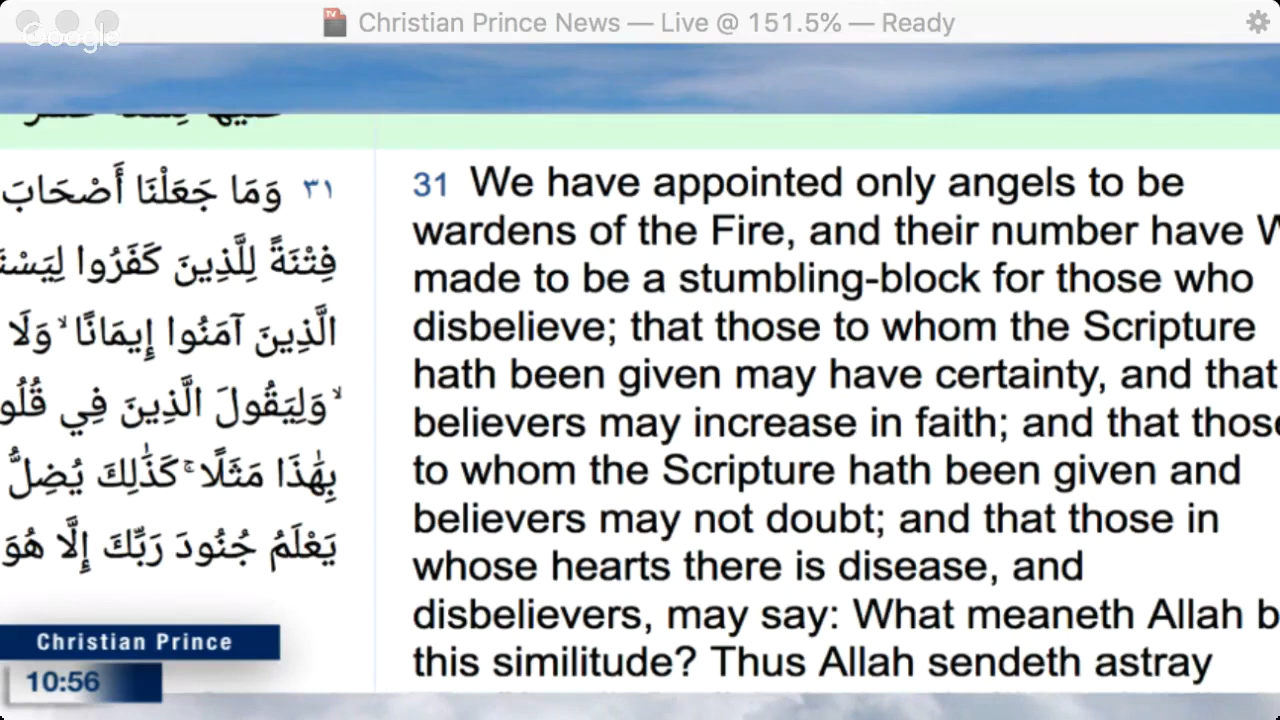 Christian Prince News — Live @ 151.5% — Ready
Google
٣١ وَمَا جَعَلْنَا أَصْحَابَ
فِتْنَةً لِلَّذِينَ كَفَرُوا
الَّذِينَ آمَنُوا إِيمَانًا ۙ وَلَا
ۙ وَلِيَقُولَ الَّذِينَ فِي
بِهَٰذَا مَثَلًا ۚ كَذَٰلِكَ يُضِلُّ
يَعْلَمُ جُنُودَ رَبِّكَ إِلَّا هُوَ
31 We have appointed only angels to be
wardens of the Fire, and their number have
made to be a stumbling-block for those who
disbelieve; that those to whom the Scripture
hath been given may have certainty, and that
believers may increase in faith; and that those
to whom the Scripture hath been given and
believers may not doubt; and that those in
whose hearts there is disease, and
disbelievers, may say: What meaneth Allah
this similitude? Thus Allah sendeth astray
Christian Prince
10:56